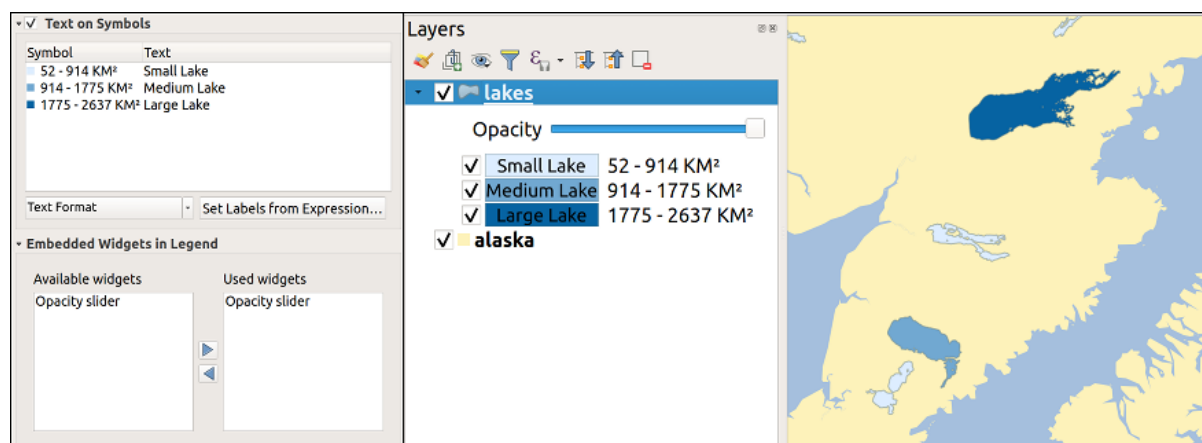 Text on Symbols
Symbol Text
52 - 914 KM² Small Lake
914 - 1775 KM² Medium Lake
1775 - 2637 KM² Large Lake
Text Format Set Labels from Expression...
Embedded Widgets in Legend
Available widgets Used widgets
Opacity slider Opacity slider
Layers
lakes
Opacity
Small Lake 52 - 914 KM²
Medium Lake 914 - 1775 KM²
Large Lake 1775 - 2637 KM²
alaska